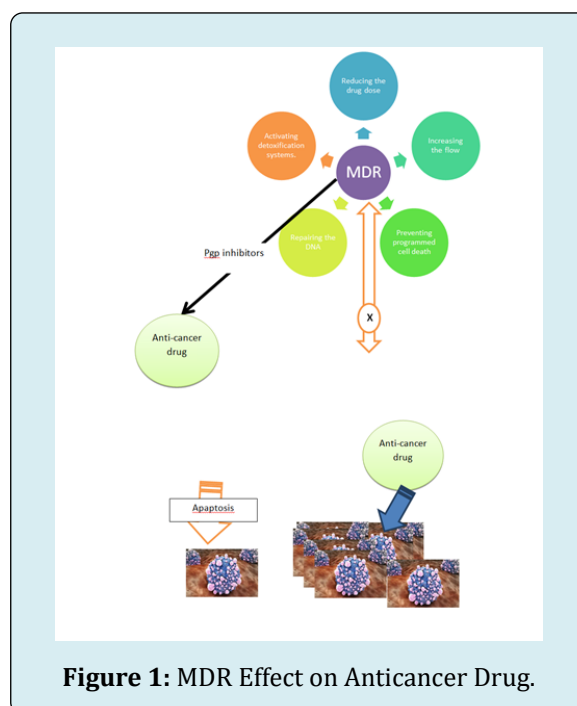 Reducing the
drug dose
Activating
detoxification
systems.
Increasing
the flow
MDR
Repairing the
DNA
Preventing
programmed
cell death
Pgp inhibitors
X
Anti-cancer
drug
Anti-cancer
drug
Apaptosis
Figure 1: MDR Effect on Anticancer Drug.